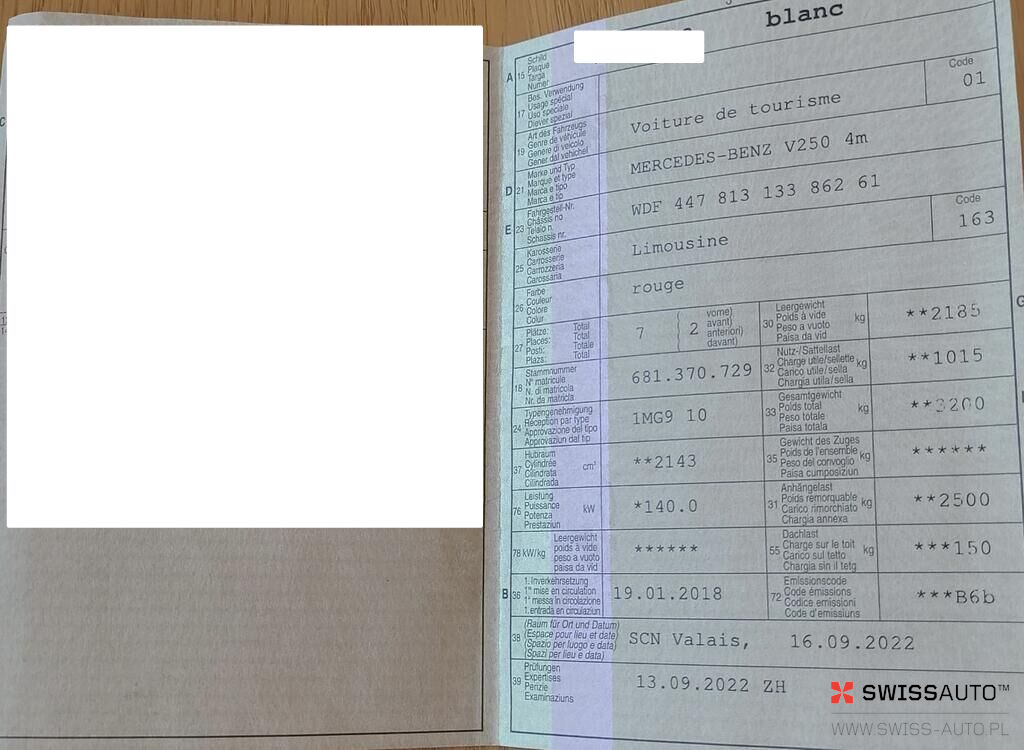 blanc
A 15 Schild
Plaque
Targa
Numer
17 Bes. Verwendung
Usage spécial
Uso speciale
Diever spezial
Code
01
19 Art des Fahrzeugs
Genre de véhicule
Genere di veicolo
Gener dal vehichel
Voiture de tourisme
D 21 Marke und Typ
Marque et type
Marca e tipo
Marca e tip
MERCEDES-BENZ V250 4m
E 23 Fahrgestell-Nr.
Châssis no
Telaio n.
Schassis nr.
WDF 447 813 133 862 61
25 Karosserie
Carrosserie
Carrozzeria
Carossaria
Limousine
Code
163
26 Farbe
Couleur
Colore
Colur
rouge
27 Plätze: Total
Places: Total
Posti: Totale
Plazs: Total
7 ( 2 vorne)
avant)
anteriori)
davant)
30 Leergewicht
Poids à vide
Peso a vuoto
Paisa da vid
kg **2185
18 Stammnummer
N° matricule
N. di matricola
Nr. da matricla
681.370.729
32 Nutz-/Sattellast
Charge utile/sellette
Carico utile/sella
Chargia utila/sella
kg **1015
24 Typengenehmigung
Réception par type
Approvazione del tipo
Approvaziun dal tip
1MG9 10
33 Gesamtgewicht
Poids total
Peso totale
Paisa totala
kg **3200
37 Hubraum
Cylindrée
Cilindrata
Cilindrada
cm³ **2143
35 Gewicht des Zuges
Poids de l'ensemble
Peso del convoglio
Paisa cumposiziun
kg ******
76 Leistung
Puissance
Potenza
Prestaziun
kW *140.0
31 Anhängelast
Poids remorquable
Carico rimorchiato
Chargia annexa
kg **2500
78 kW/kg Leergewicht
poids à vide
peso a vuoto
paisa da vid
******
55 Dachlast
Charge sur le toit
Carico sul tetto
Chargia sin il tetg
kg ***150
B 36 1. Inverkehrsetzung
1re mise en circulation
1a messa in circolazione
1. entrada en circulaziun
19.01.2018
72 Emissionscode
Code émissions
Codice emissioni
Code d'emissiuns
***B6b
38 (Raum für Ort und Datum)
(Espace pour lieu et date)
(Spazio per luogo e data)
(Spazi per lieu e data)
SCN Valais, 16.09.2022
39 Prüfungen
Expertises
Perizie
Examinaziuns
13.09.2022 ZH
SWISSAUTO™
WWW.SWISS-AUTO.PL